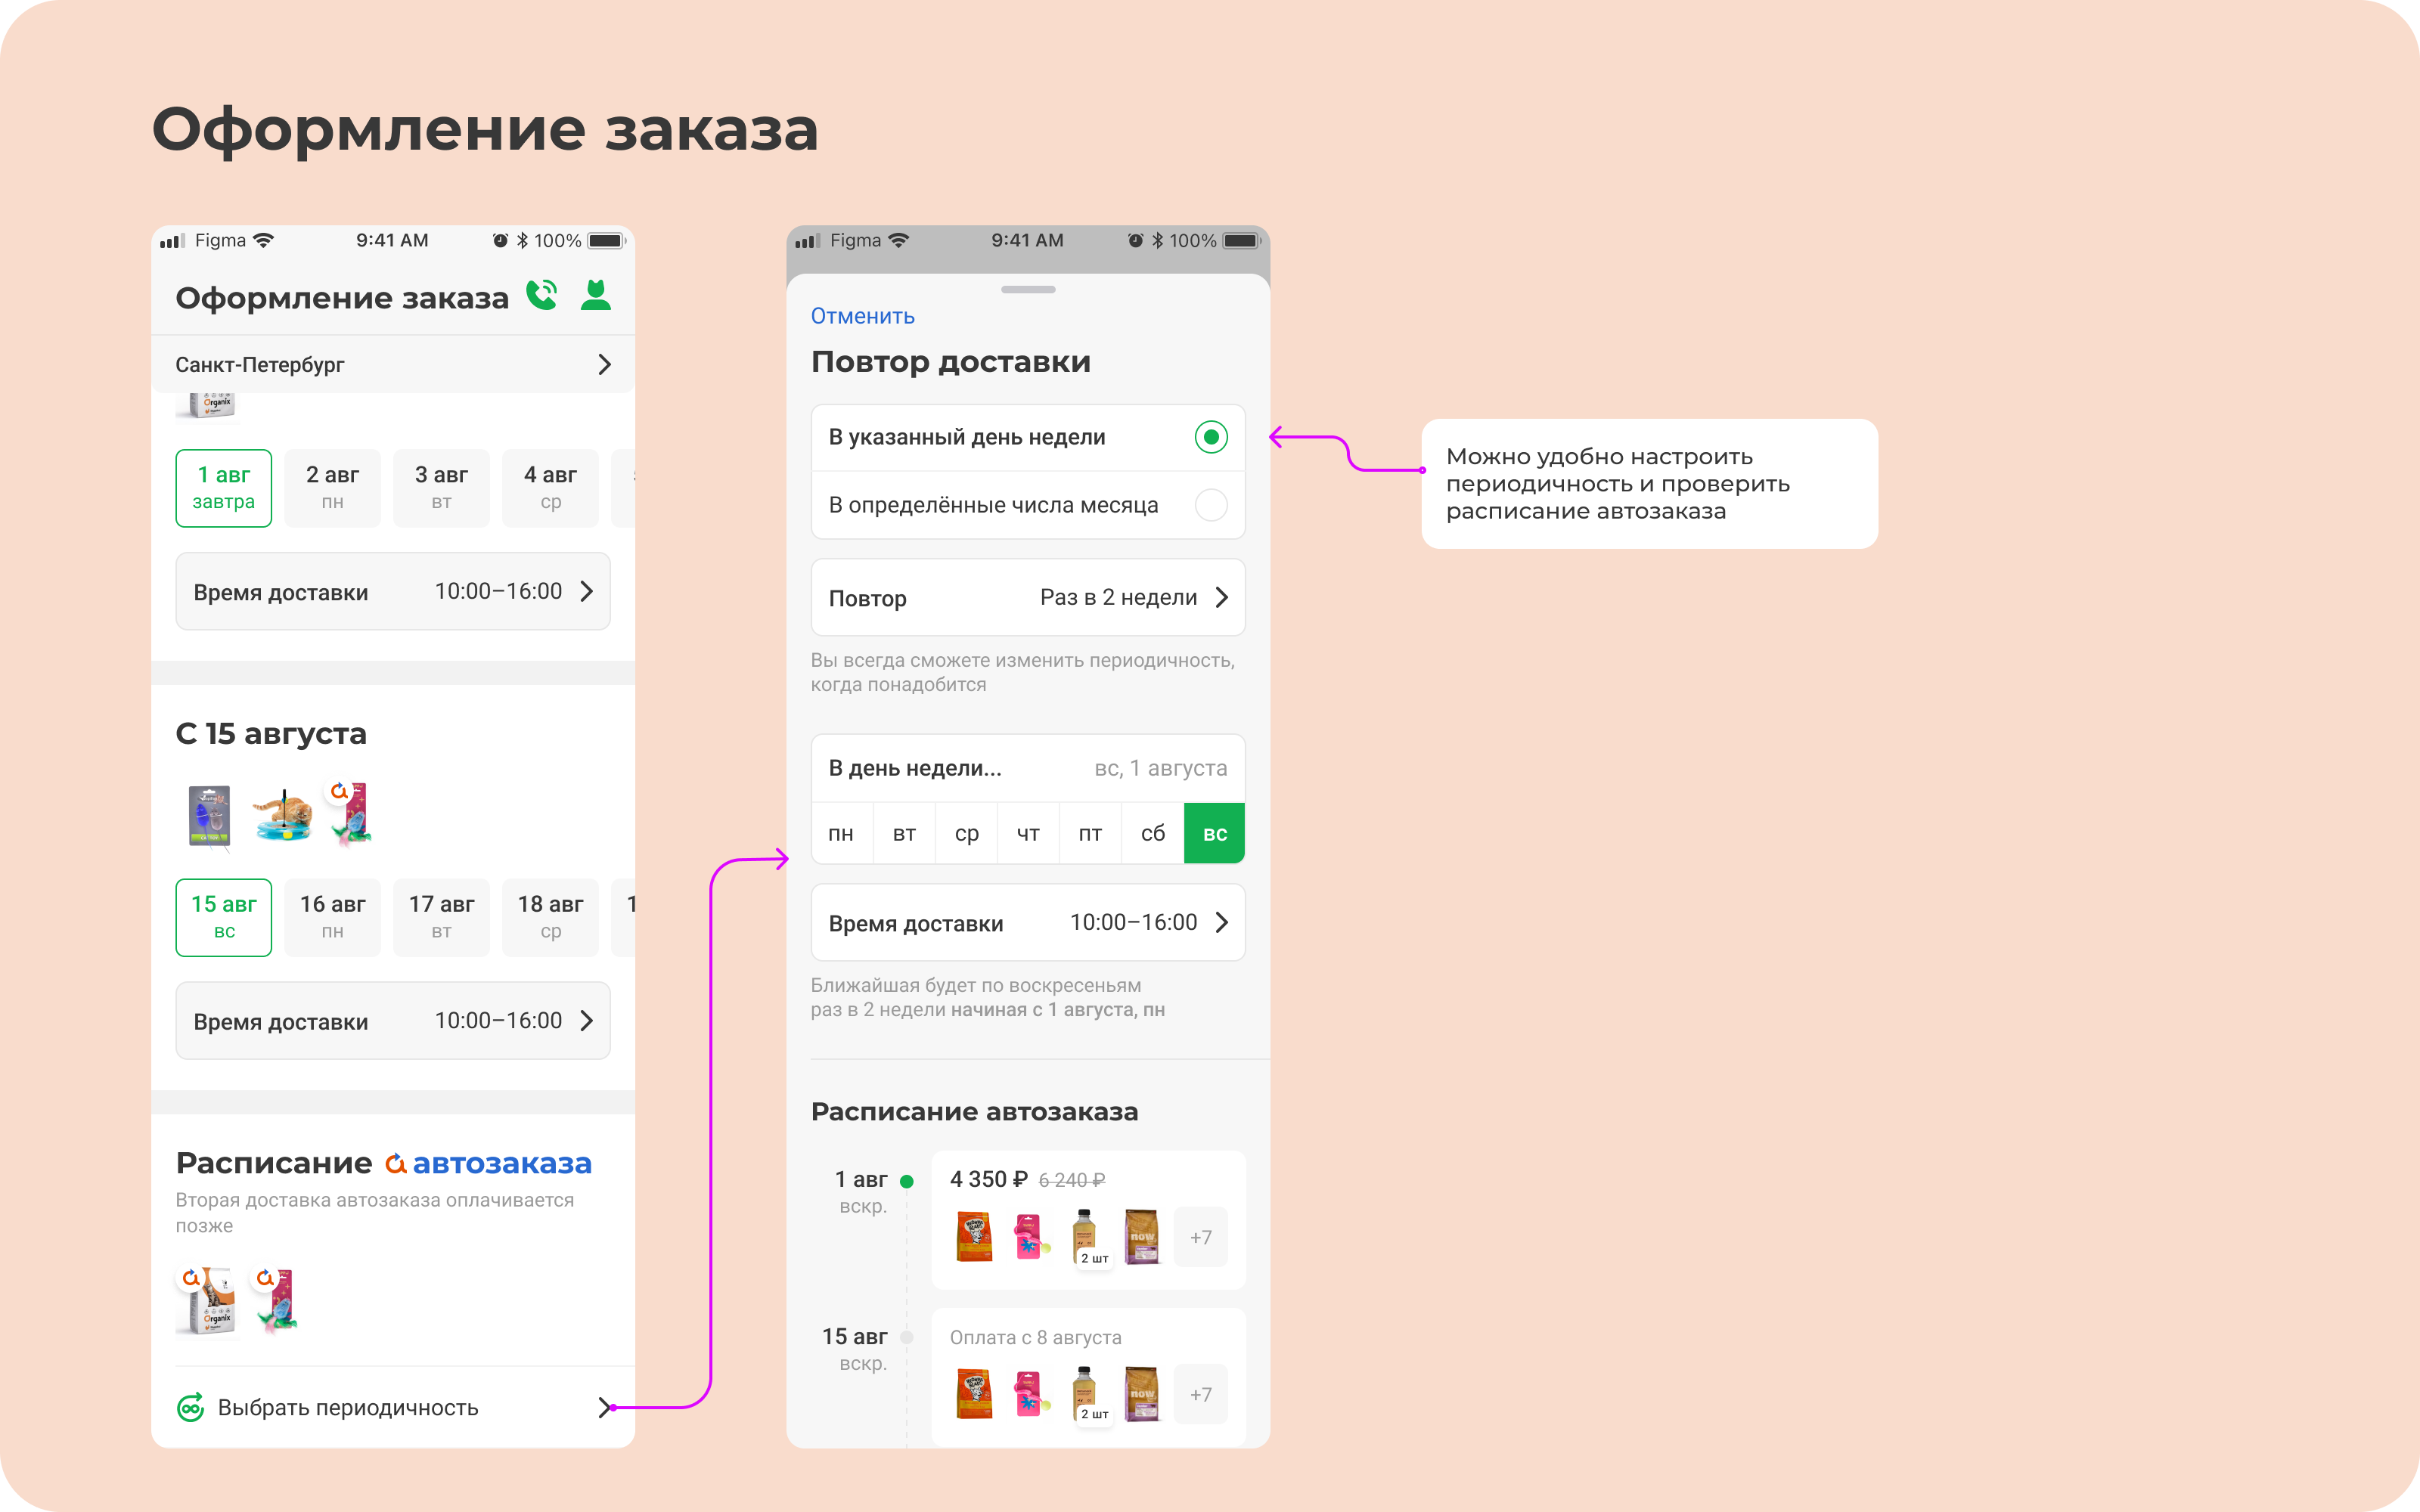 Оформление заказа
Figma 9:41 AM 100%
Оформление заказа
Санкт-Петербург
Organix
1 авг
завтра
2 авг
пн
3 авг
вт
4 авг
ср
Время доставки 10:00–16:00
С 15 августа
15 авг
вс
16 авг
пн
17 авг
вт
18 авг
ср
1
Время доставки 10:00–16:00
Расписание автозаказа
Вторая доставка автозаказа оплачивается
позже
Organix
Выбрать периодичность
Figma 9:41 AM 100%
Отменить
Повтор доставки
В указанный день недели
В определённые числа месяца
Повтор Раз в 2 недели
Вы всегда сможете изменить периодичность,
когда понадобится
В день недели... вс, 1 августа
пн вт ср чт пт сб вс
Время доставки 10:00–16:00
Ближайшая будет по воскресеньям
раз в 2 недели начиная с 1 августа, пн
Расписание автозаказа
1 авг
вскр.
4 350 ₽ 6 240 ₽
now
2 шт
+7
15 авг
вскр.
Оплата с 8 августа
now
2 шт
+7
Можно удобно настроить
периодичность и проверить
расписание автозаказа